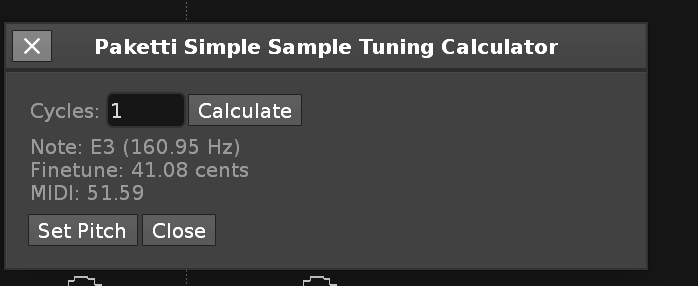 Paketti Simple Sample Tuning Calculator
Cycles: 1 Calculate
Note: E3 (160.95 Hz)
Finetune: 41.08 cents
MIDI: 51.59
Set Pitch Close